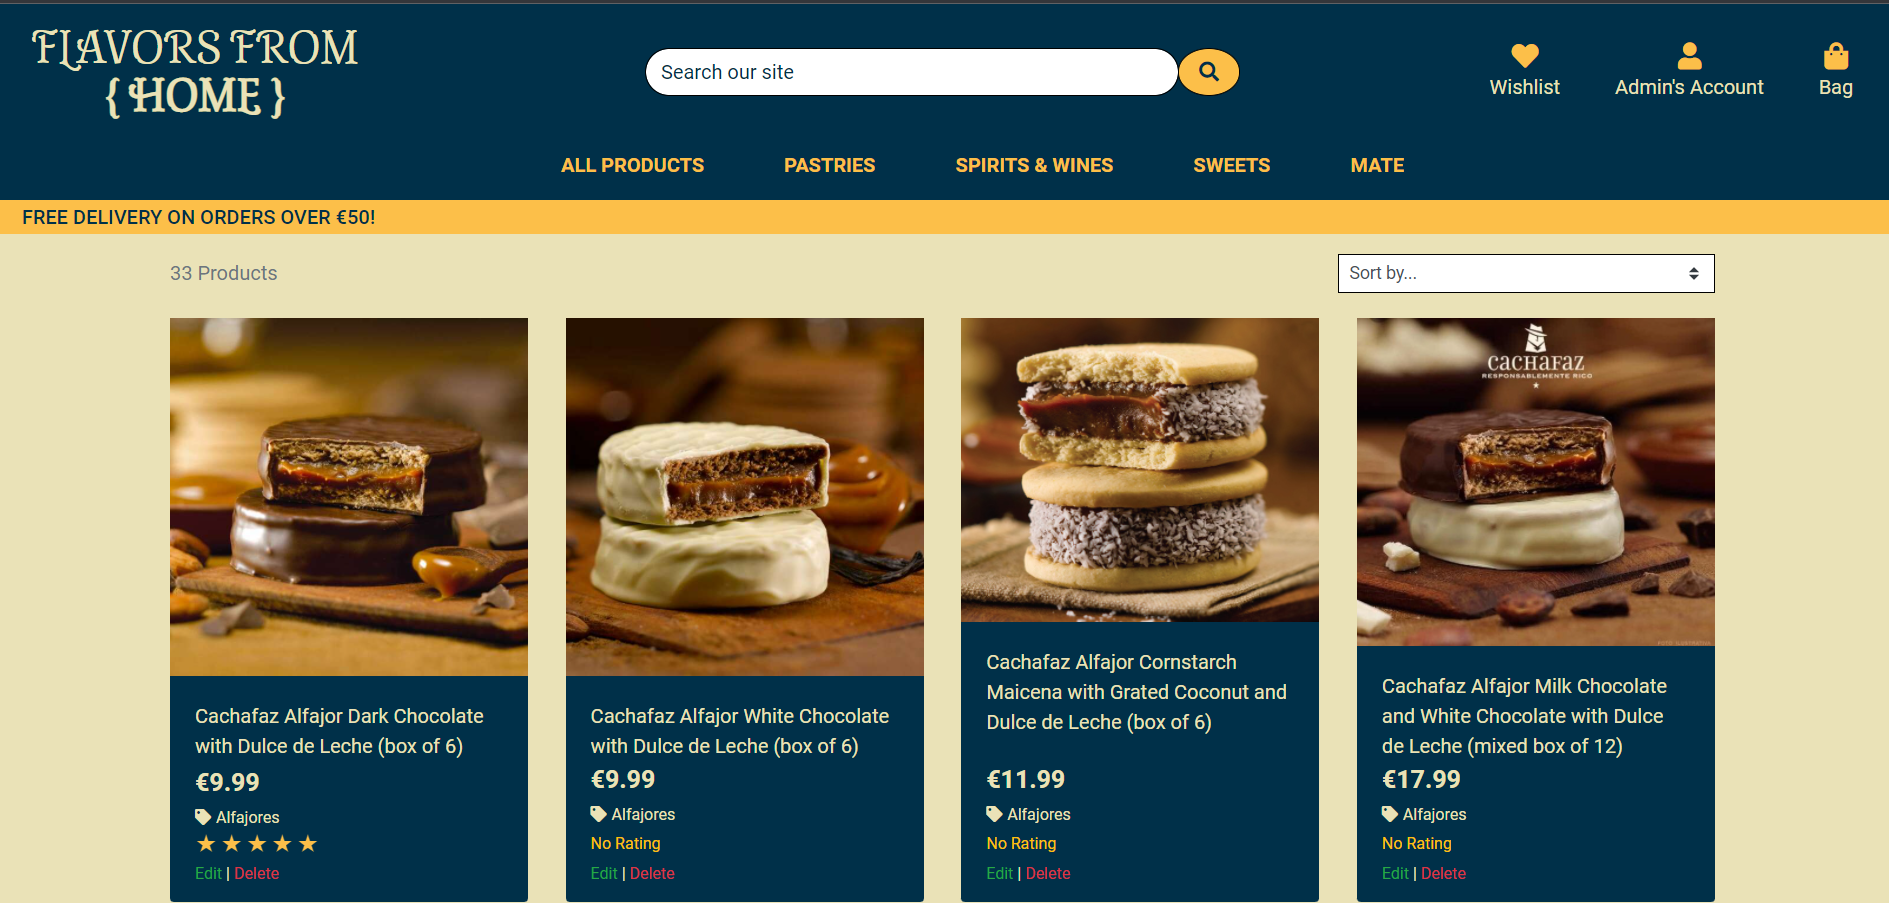 FLAVORS FROM
{ HOME }
Search our site
Wishlist
Admin's Account
Bag
ALL PRODUCTS
PASTRIES
SPIRITS & WINES
SWEETS
MATE
FREE DELIVERY ON ORDERS OVER €50!
33 Products
Sort by...
Cachafaz Alfajor Dark Chocolate
with Dulce de Leche (box of 6)
€9.99
Alfajores
Edit | Delete
Cachafaz Alfajor White Chocolate
with Dulce de Leche (box of 6)
€9.99
Alfajores
No Rating
Edit | Delete
Cachafaz Alfajor Cornstarch
Maicena with Grated Coconut and
Dulce de Leche (box of 6)
€11.99
Alfajores
No Rating
Edit | Delete
CACHAFAZ
RESPONSABLEMENTE RICO
Cachafaz Alfajor Milk Chocolate
and White Chocolate with Dulce
de Leche (mixed box of 12)
€17.99
Alfajores
No Rating
Edit | Delete